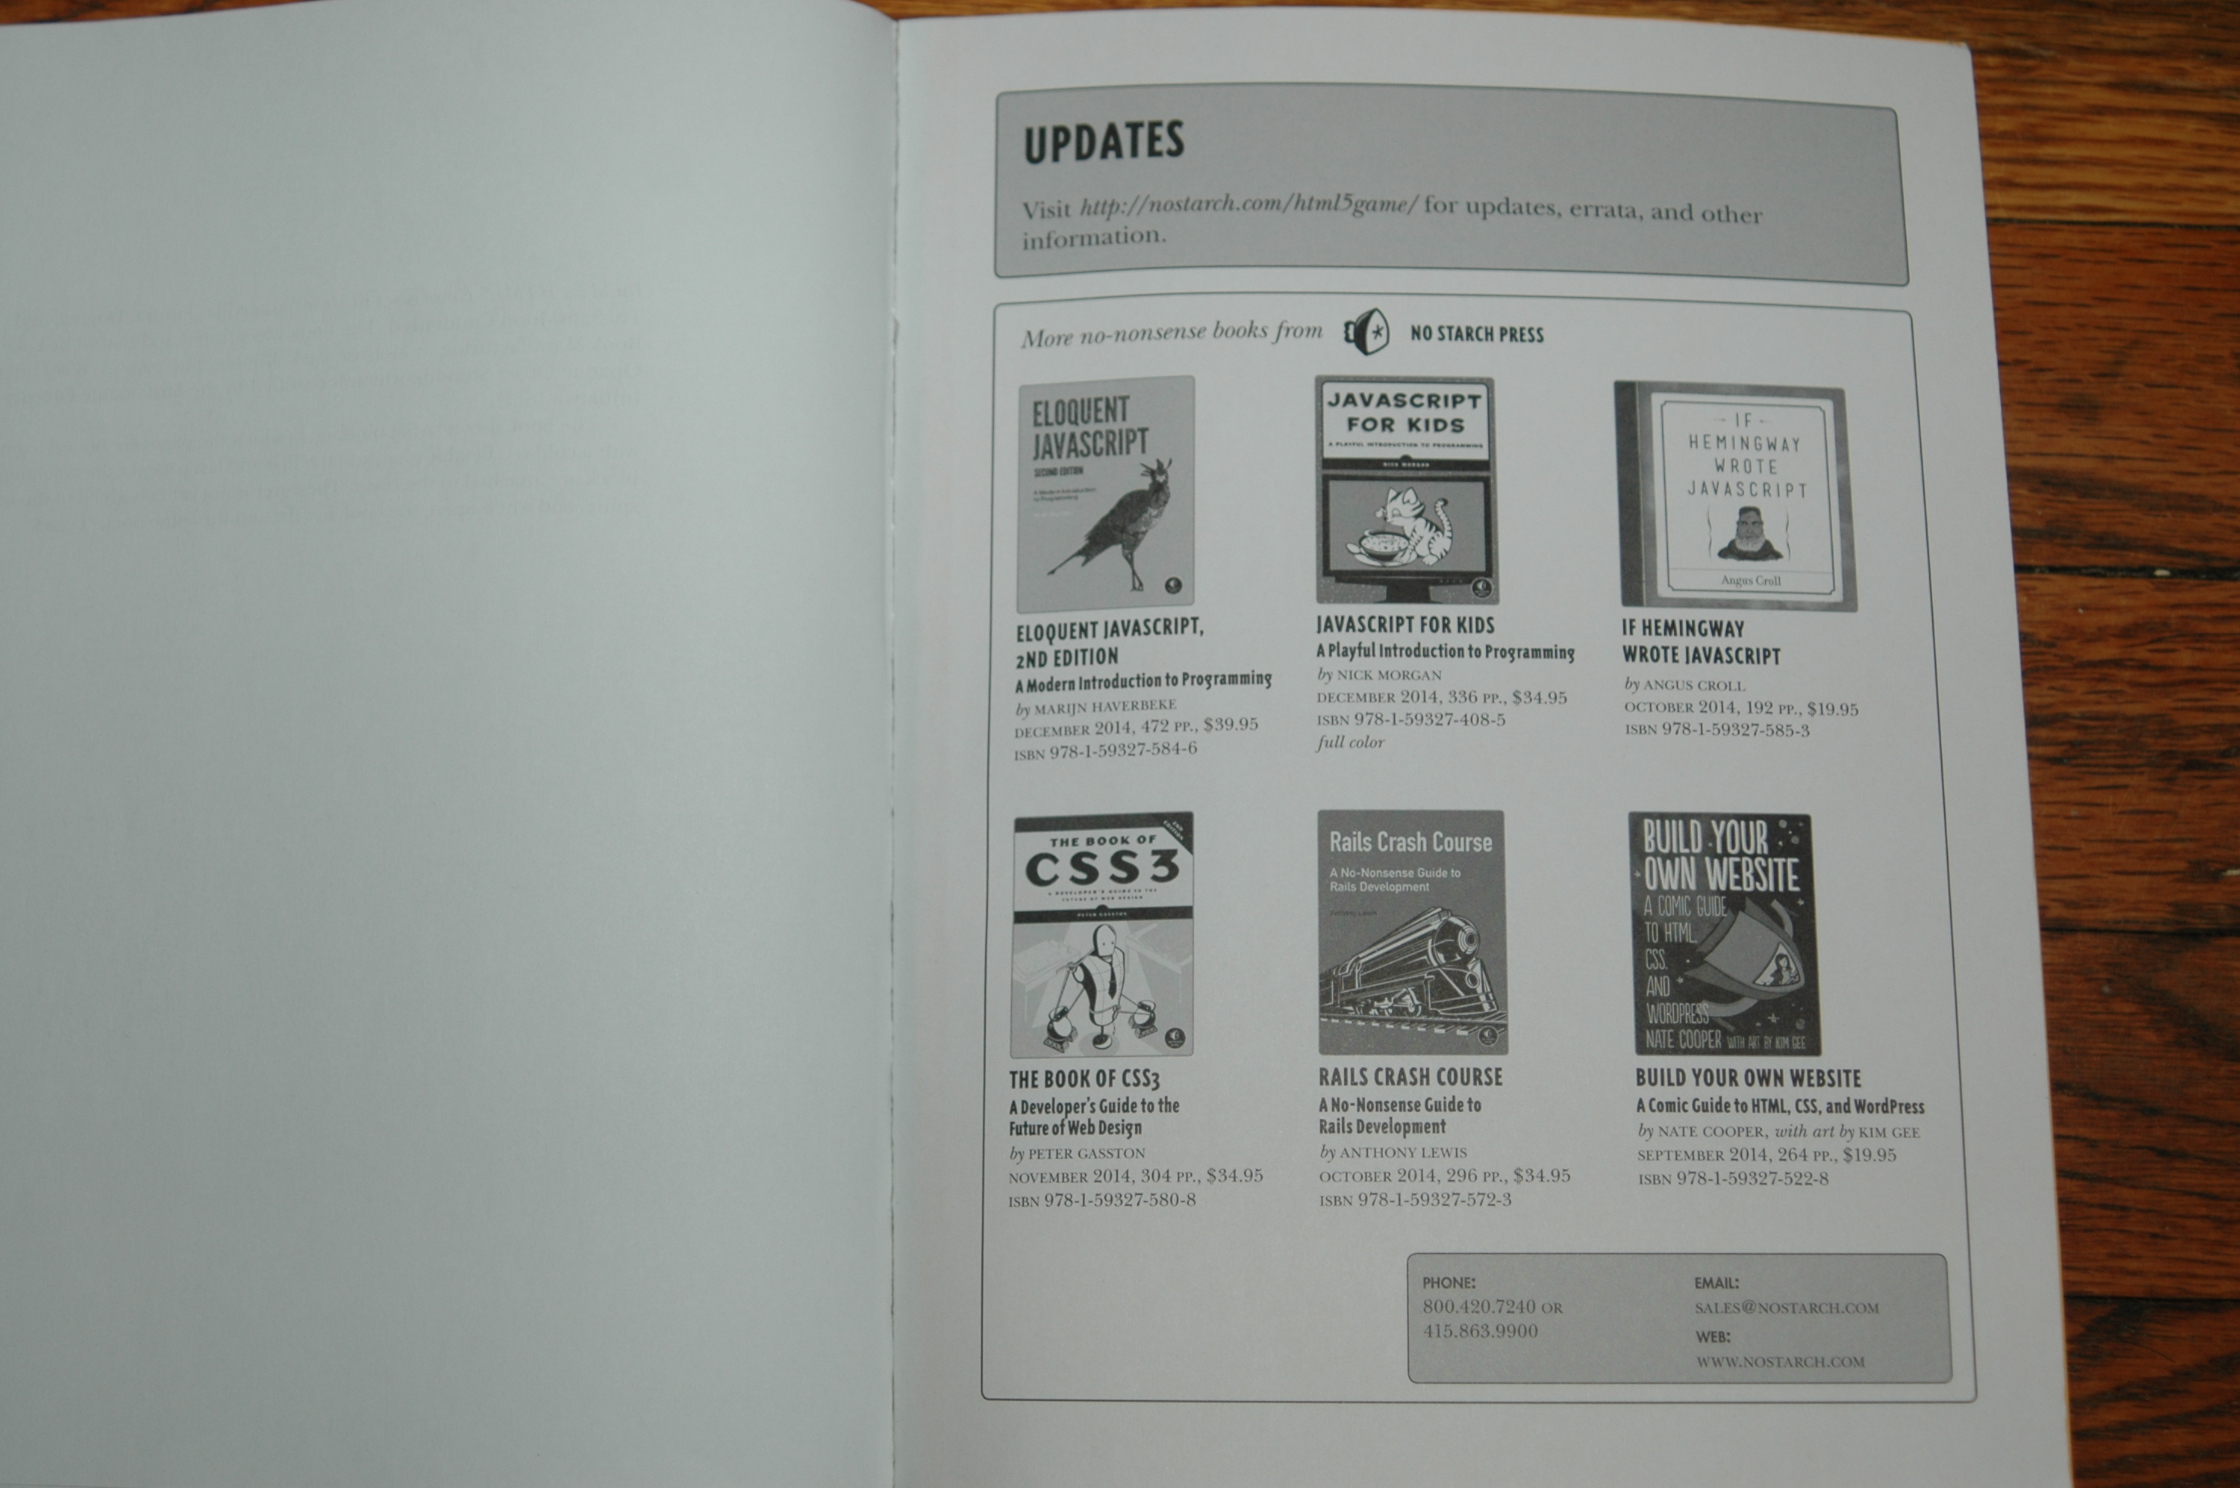 UPDATES
Visit http://nostarch.com/html5game/ for updates, errata, and other
information.
More no-nonsense books from NO STARCH PRESS
ELOQUENT
JAVASCRIPT
SECOND EDITION
ELOQUENT JAVASCRIPT,
2ND EDITION
A Modern Introduction to Programming
by MARIJN HAVERBEKE
DECEMBER 2014, 472 PP., $39.95
ISBN 978-1-59327-584-6
JAVASCRIPT
FOR KIDS
A PLAYFUL INTRODUCTION TO PROGRAMMING
NICK MORGAN
JAVASCRIPT FOR KIDS
A Playful Introduction to Programming
by NICK MORGAN
DECEMBER 2014, 336 PP., $34.95
ISBN 978-1-59327-408-5
full color
IF
HEMINGWAY
WROTE
JAVASCRIPT
Angus Croll
IF HEMINGWAY
WROTE JAVASCRIPT
by ANGUS CROLL
OCTOBER 2014, 192 PP., $19.95
ISBN 978-1-59327-585-3
THE BOOK OF
CSS3
PETER GASSTON
THE BOOK OF CSS3
A Developer's Guide to the
Future of Web Design
by PETER GASSTON
NOVEMBER 2014, 304 PP., $34.95
ISBN 978-1-59327-580-8
Rails Crash Course
A No-Nonsense Guide to
Rails Development
RAILS CRASH COURSE
A No-Nonsense Guide to
Rails Development
by ANTHONY LEWIS
OCTOBER 2014, 296 PP., $34.95
ISBN 978-1-59327-572-3
BUILD YOUR
OWN WEBSITE
A COMIC GUIDE
TO HTML,
CSS,
AND
WORDPRESS
NATE COOPER WITH ART BY KIM GEE
BUILD YOUR OWN WEBSITE
A Comic Guide to HTML, CSS, and WordPress
by NATE COOPER, with art by KIM GEE
SEPTEMBER 2014, 264 PP., $19.95
ISBN 978-1-59327-522-8
PHONE:
800.420.7240 OR
415.863.9900
EMAIL:
SALES@NOSTARCH.COM
WEB:
WWW.NOSTARCH.COM